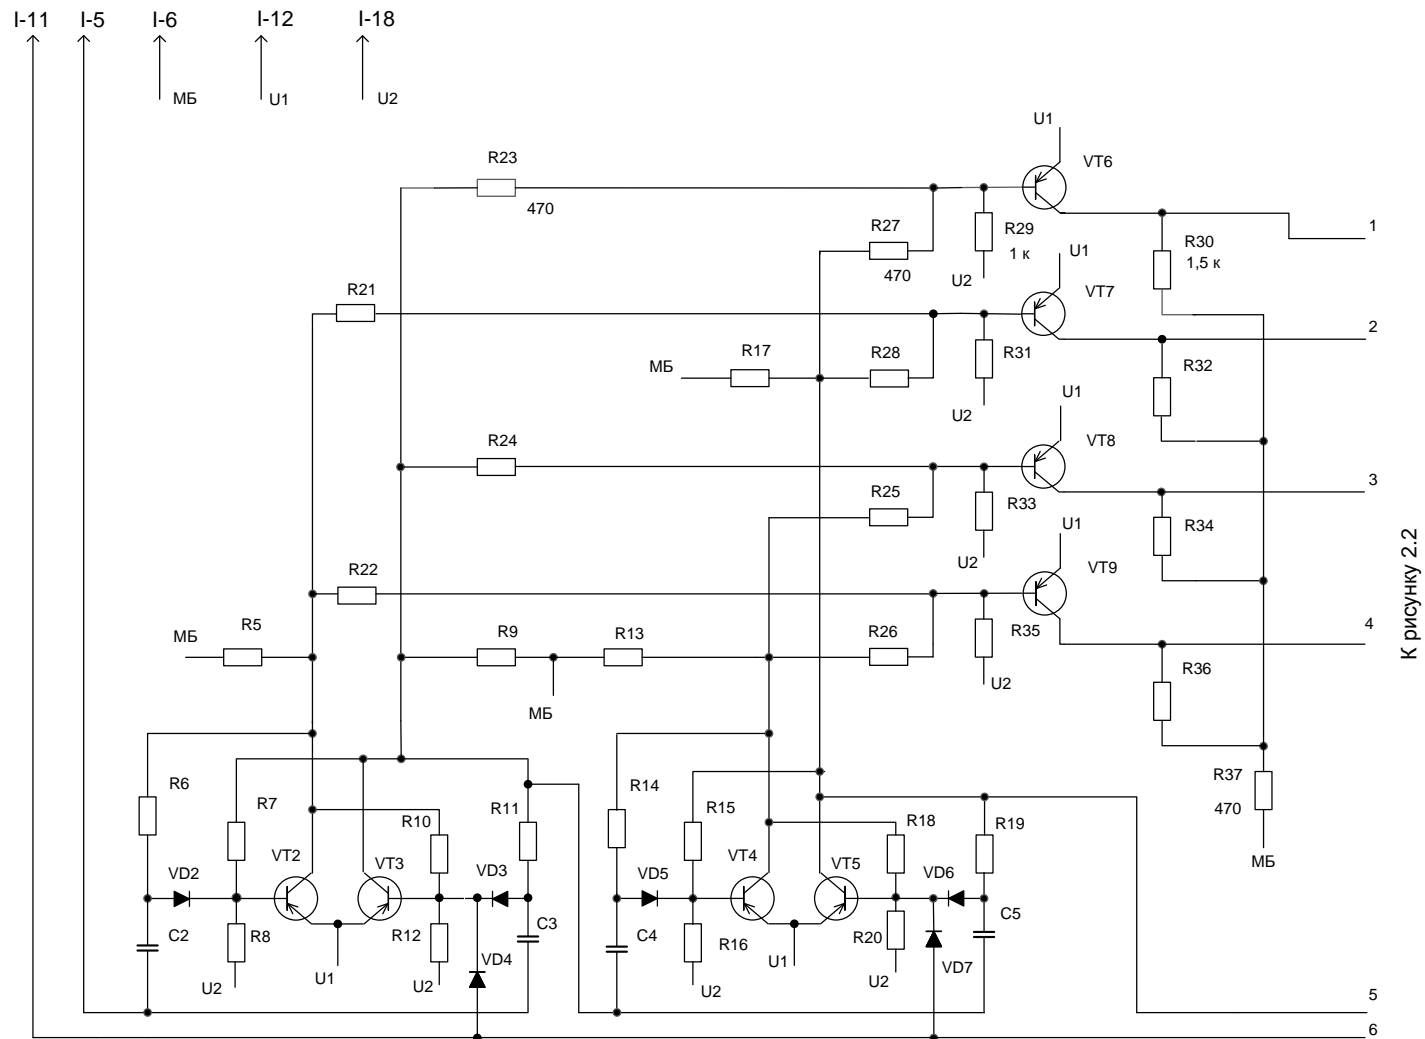 I-11 I-5 I-6 I-12 I-18
МБ U1 U2
U1
R23 VT6
470
R27 R29 1
1 к R30
1,5 к
470 U2 U1
R21 VT7
2
R17 R28 R31
МБ R32
U2 U1
R24 VT8
3
R25 R33 R34
U1
U2
R22 VT9
К рисунку 2.2
R5 R9 R13 R26 R35 4
МБ
R36
U2
МБ
R6 R7 R10 R11 R14 R15 R18 R19 R37
470
VT2 VT3 VD3 VT4 VT5 VD6 МБ
VD2 VD5
C2 R8 R12 C3 C4 R16 R20 C5
U1 VD4 U1 VD7
U2 U2 U2 U2
5
6